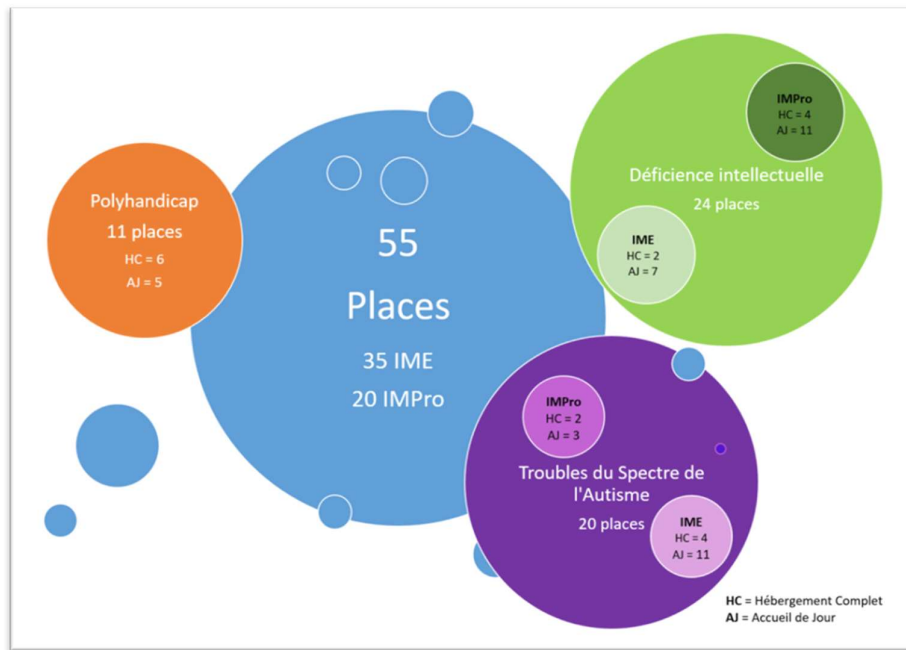 Polyhandicap
11 places
HC = 6
AJ = 5
55
Places
35 IME
20 IMPro
IMPro
HC = 4
AJ = 11
Déficience intellectuelle
24 places
IME
HC = 2
AJ = 7
IMPro
HC = 2
AJ = 3
Troubles du Spectre de
l'Autisme
20 places
IME
HC = 4
AJ = 11
HC = Hébergement Complet
AJ = Accueil de Jour